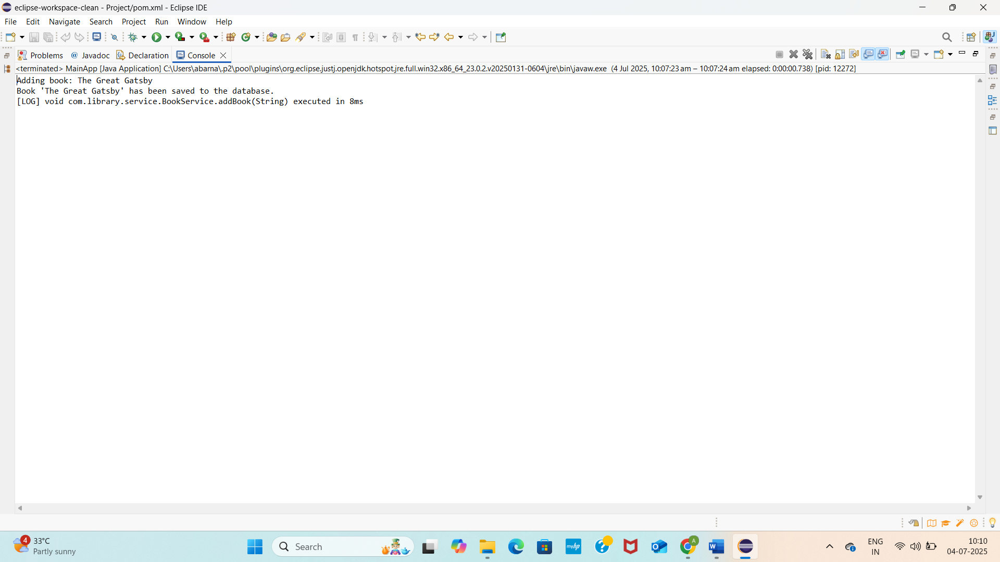 eclipse-workspace-clean - Project/pom.xml - Eclipse IDE
File Edit Navigate Search Project Run Window Help
Problems @ Javadoc Declaration Console
<terminated> MainApp [Java Application] C:\Users\abarna\.p2\pool\plugins\org.eclipse.justj.openjdk.hotspot.jre.full.win32.x86_64_23.0.2.v20250131-0604\jre\bin\javaw.exe (4 Jul 2025, 10:07:23 am – 10:07:24 am elapsed: 0:00:00.738) [pid: 12272]
Adding book: The Great Gatsby
Book 'The Great Gatsby' has been saved to the database.
[LOG] void com.library.service.BookService.addBook(String) executed in 8ms
4
33°C
Partly sunny
Search
myhp
A
ENG
IN
10:10
04-07-2025